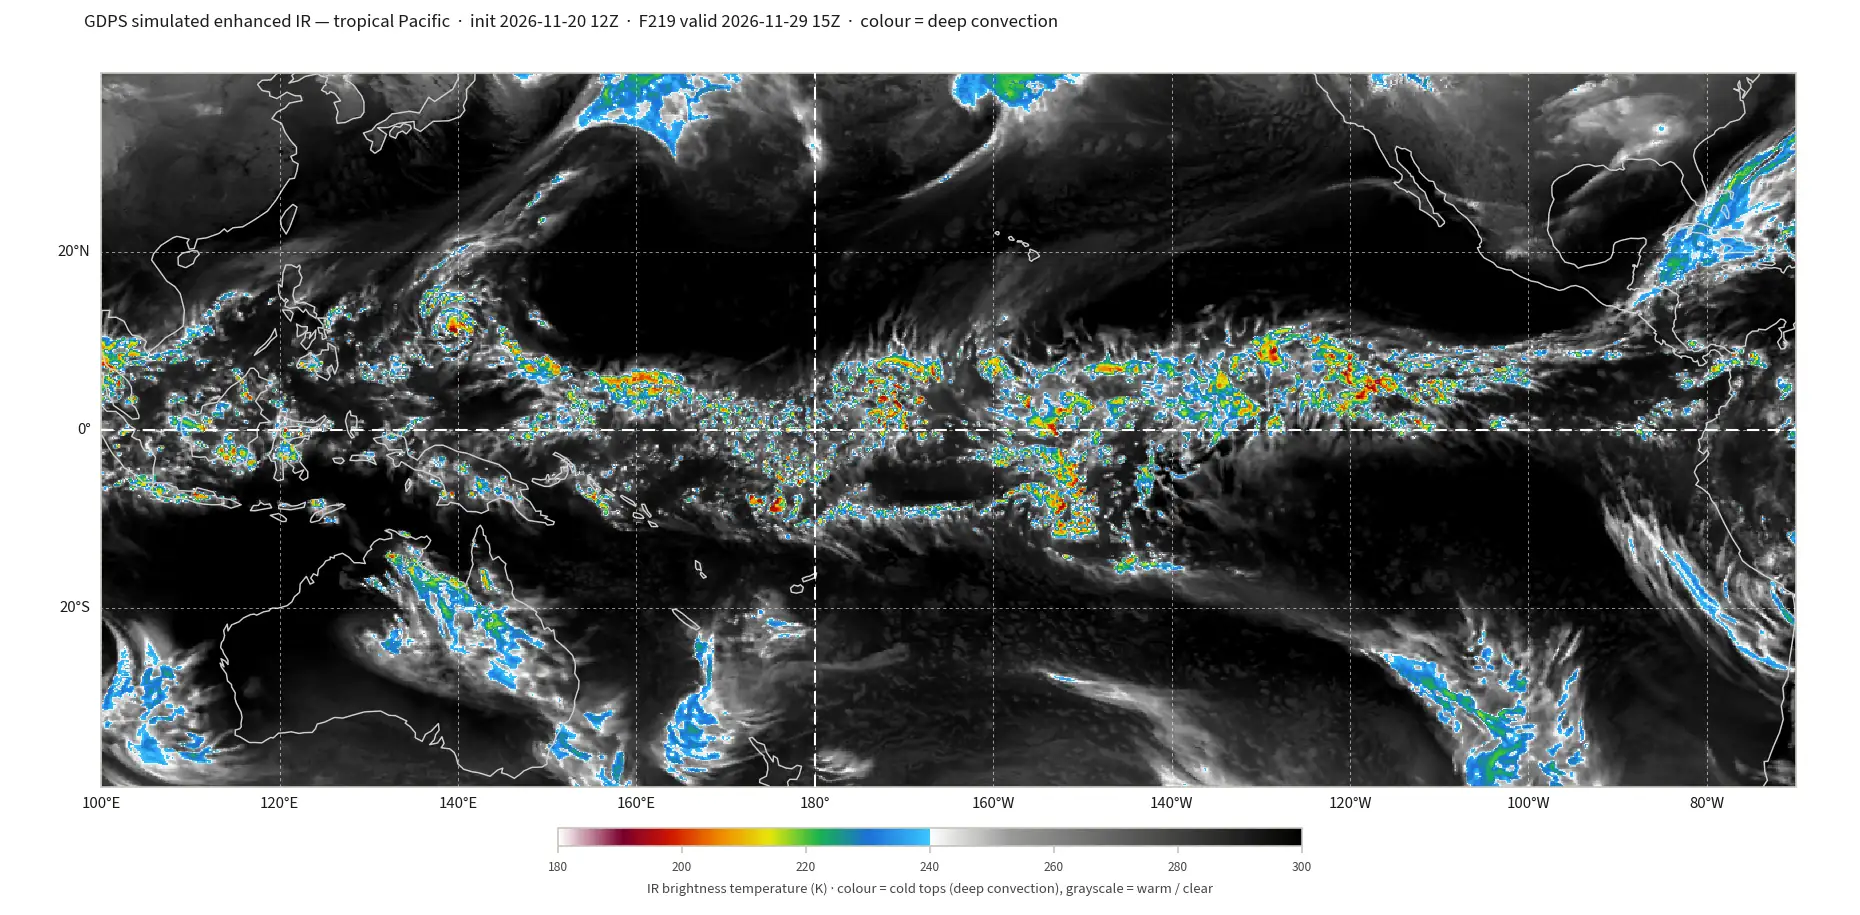 GDPS simulated enhanced IR — tropical Pacific · init 2026-11-20 12Z · F219 valid 2026-11-29 15Z · colour = deep convection
20°N
0°
20°S
100°E 120°E 140°E 160°E 180° 160°W 140°W 120°W 100°W 80°W
180 200 220 240 260 280 300
IR brightness temperature (K) · colour = cold tops (deep convection), grayscale = warm / clear